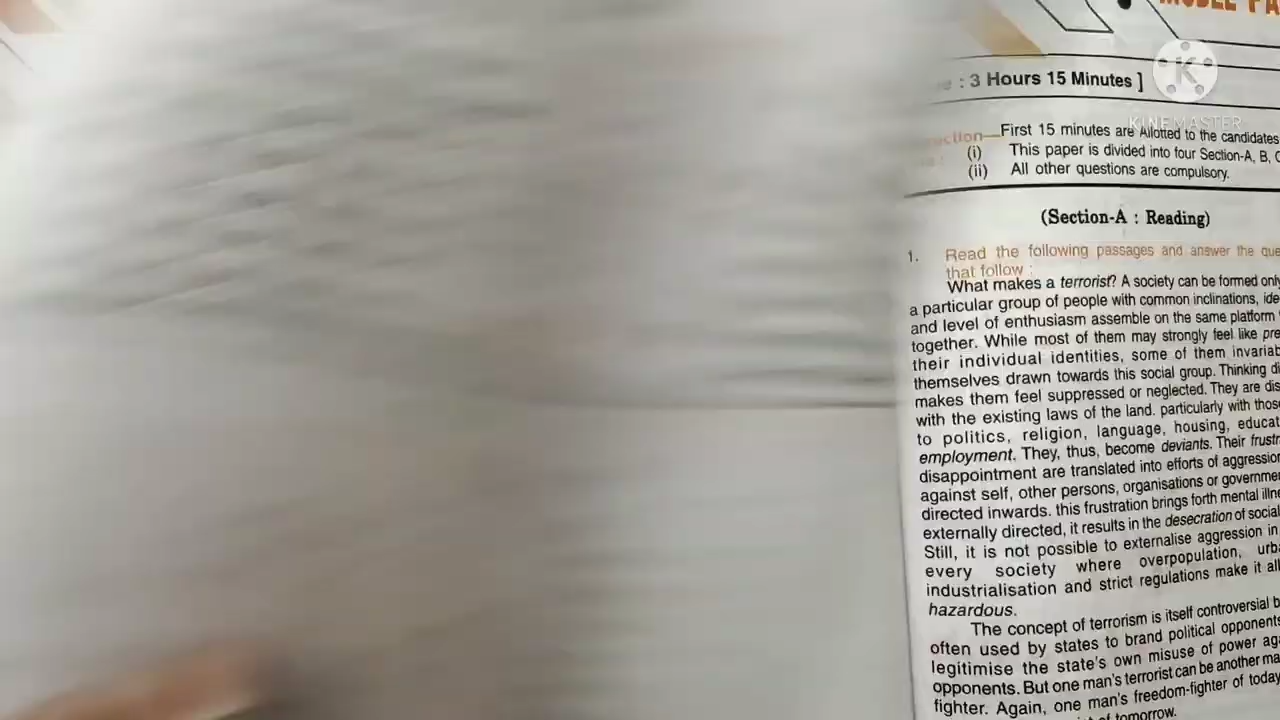 MODEL PA
: 3 Hours 15 Minutes ]
K
KINEMASTER
ction—First 15 minutes are Allotted to the candidates
(i) This paper is divided into four Section-A, B, C
(ii) All other questions are compulsory.
(Section-A : Reading)
1. Read the following passages and answer the que
that follow :
What makes a terrorist? A society can be formed only
a particular group of people with common inclinations, ide
and level of enthusiasm assemble on the same platform
together. While most of them may strongly feel like pre
their individual identities, some of them invariab
themselves drawn towards this social group. Thinking di
makes them feel suppressed or neglected. They are dis
with the existing laws of the land. particularly with those
to politics, religion, language, housing, educat
employment. They, thus, become deviants. Their frustr
disappointment are translated into efforts of aggression
against self, other persons, organisations or governme
directed inwards. this frustration brings forth mental illne
externally directed, it results in the desecration of social
Still, it is not possible to externalise aggression in
every society where overpopulation, urba
industrialisation and strict regulations make it all
hazardous.
The concept of terrorism is itself controversial b
often used by states to brand political opponents
legitimise the state's own misuse of power aga
opponents. But one man's terrorist can be another ma
fighter. Again, one man's freedom-fighter of today
of tomorrow.